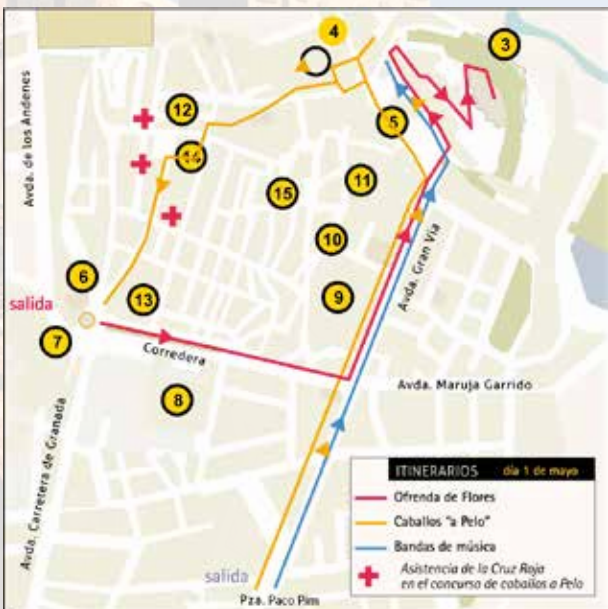 4
3
Avda. de los Andenes
12
5
14
11
15
10
Avda. Gran Vía
6
salida
13
9
7
Corredera
8
Avda. Maruja Garrido
Avda. Carretera de Granada
ITINERARIOS día 1 de mayo
Ofrenda de Flores
Caballos "a Pelo"
Bandas de música
Asistencia de la Cruz Roja
en el concurso de caballos a Pelo
salida
Pza. Paco Pim